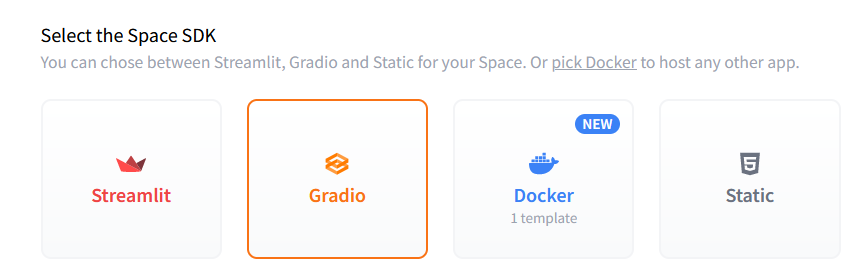 Select the Space SDK
You can chose between Streamlit, Gradio and Static for your Space. Or pick Docker to host any other app.
Streamlit
Gradio
NEW
Docker
1 template
Static